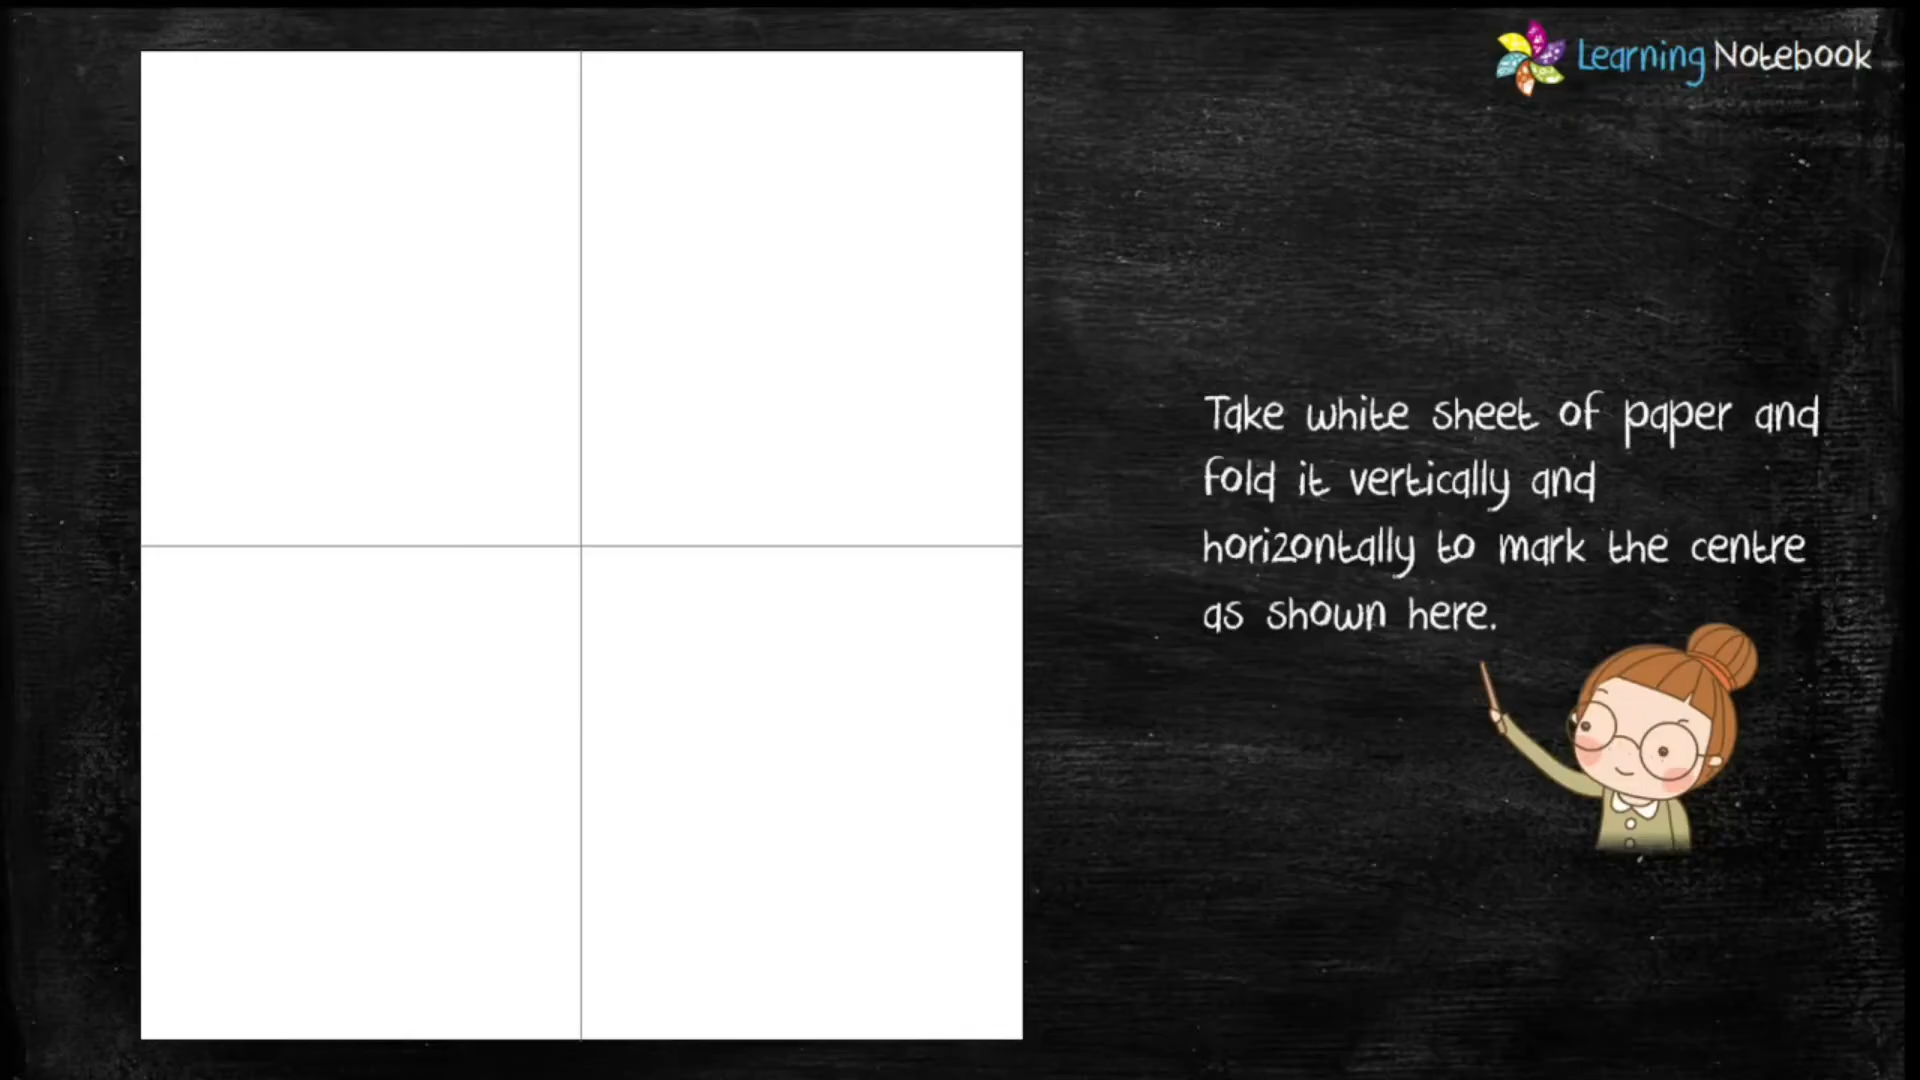 Learning Notebook
Take white sheet of paper and
fold it vertically and
horizontally to mark the centre
as shown here.